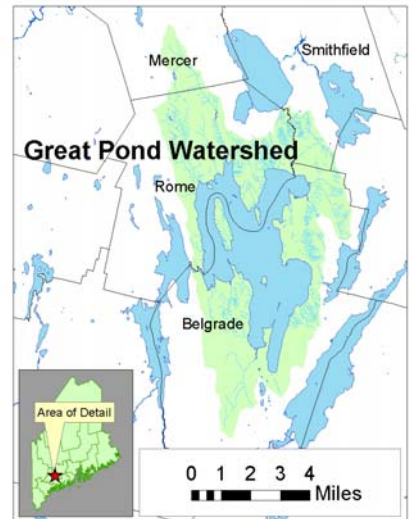 Smithfield
Mercer
Great Pond Watershed
Rome
Belgrade
Area of Detail
0 1 2 3 4
Miles